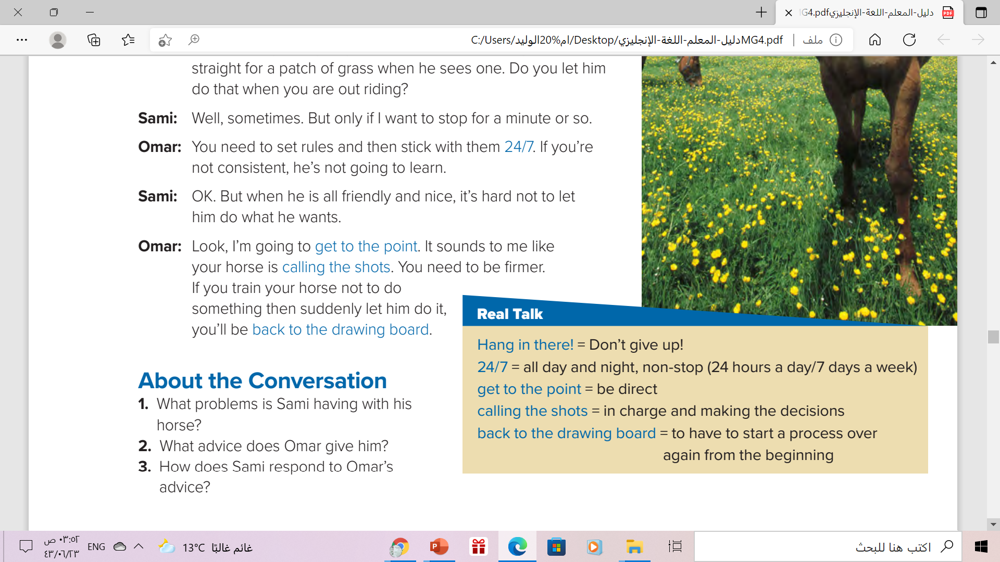 دليل-المعلم-اللغة-الإنجليزيMG4.pdf
C:/Users/ام%20الوليد/Desktop/دليل-المعلم-اللغة-الإنجليزيMG4.pdf
ملف
straight for a patch of grass when he sees one. Do you let him
do that when you are out riding?
Sami: Well, sometimes. But only if I want to stop for a minute or so.
Omar: You need to set rules and then stick with them 24/7. If you're
not consistent, he's not going to learn.
Sami: OK. But when he is all friendly and nice, it's hard not to let
him do what he wants.
Omar: Look, I'm going to get to the point. It sounds to me like
your horse is calling the shots. You need to be firmer.
If you train your horse not to do
something then suddenly let him do it,
you'll be back to the drawing board.
About the Conversation
1. What problems is Sami having with his
horse?
2. What advice does Omar give him?
3. How does Sami respond to Omar's
advice?
Real Talk
Hang in there! = Don't give up!
24/7 = all day and night, non-stop (24 hours a day/7 days a week)
get to the point = be direct
calling the shots = in charge and making the decisions
back to the drawing board = to have to start a process over
again from the beginning
٠٣:٥٢ ص
٤٣/٠٦/٢٣
ENG
13°C غائم غالبًا
اكتب هنا للبحث